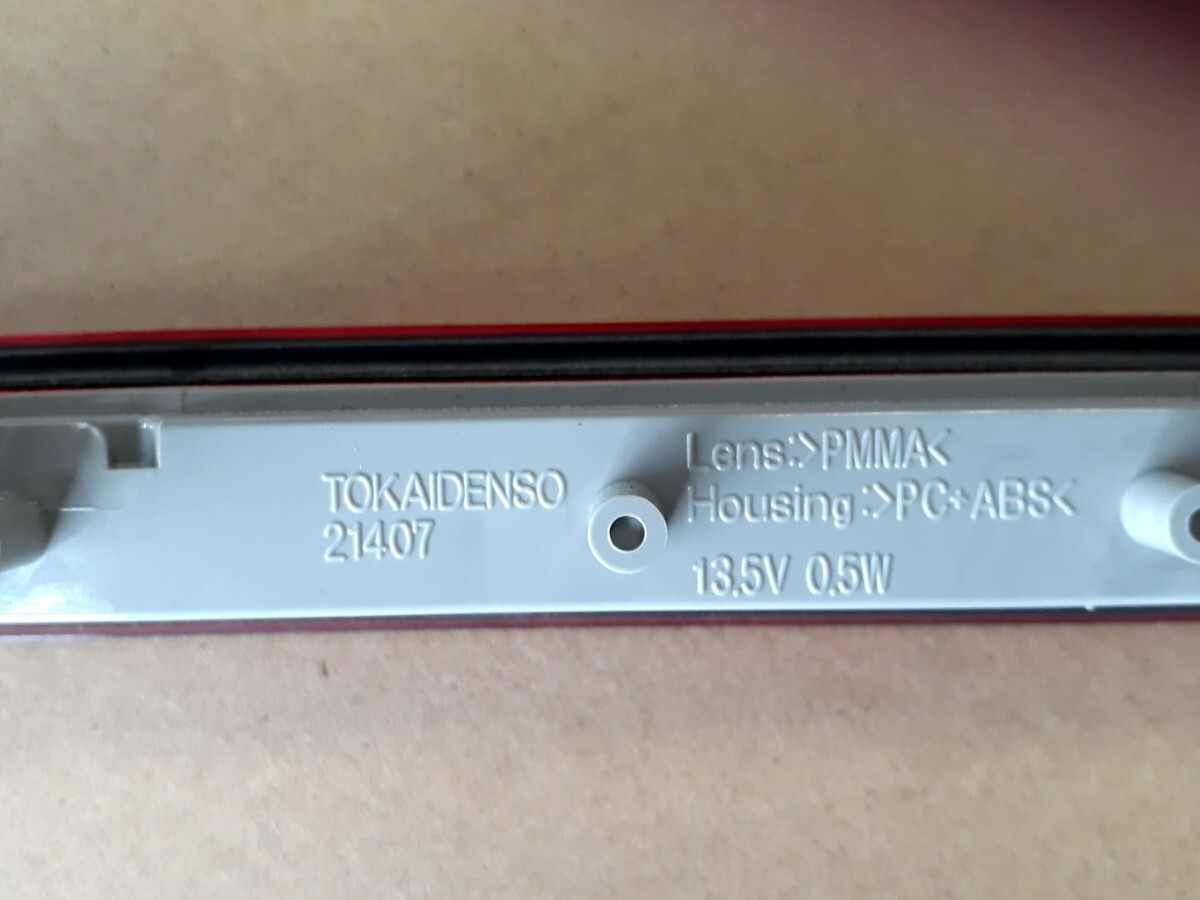 TOKAIDENSO
21407
Lens:>PMMA<
Housing:>PC+ABS<
13.5V 0.5W